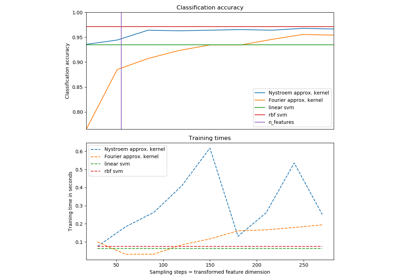 Classification accuracy
1.00
0.95
0.90
0.85
0.80
Classification accuracy
Nystroem approx. kernel
Fourier approx. kernel
linear svm
rbf svm
n_features
Training times
0.6
0.5
0.4
0.3
0.2
0.1
Training time in seconds
Nystroem approx. kernel
Fourier approx. kernel
linear svm
rbf svm
50
100
150
200
250
Sampling steps = transformed feature dimension